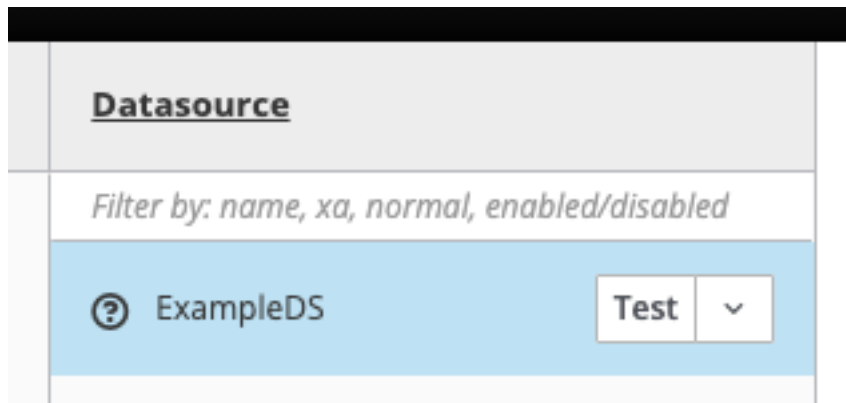 Datasource
Filter by: name, xa, normal, enabled/disabled
ExampleDS Test